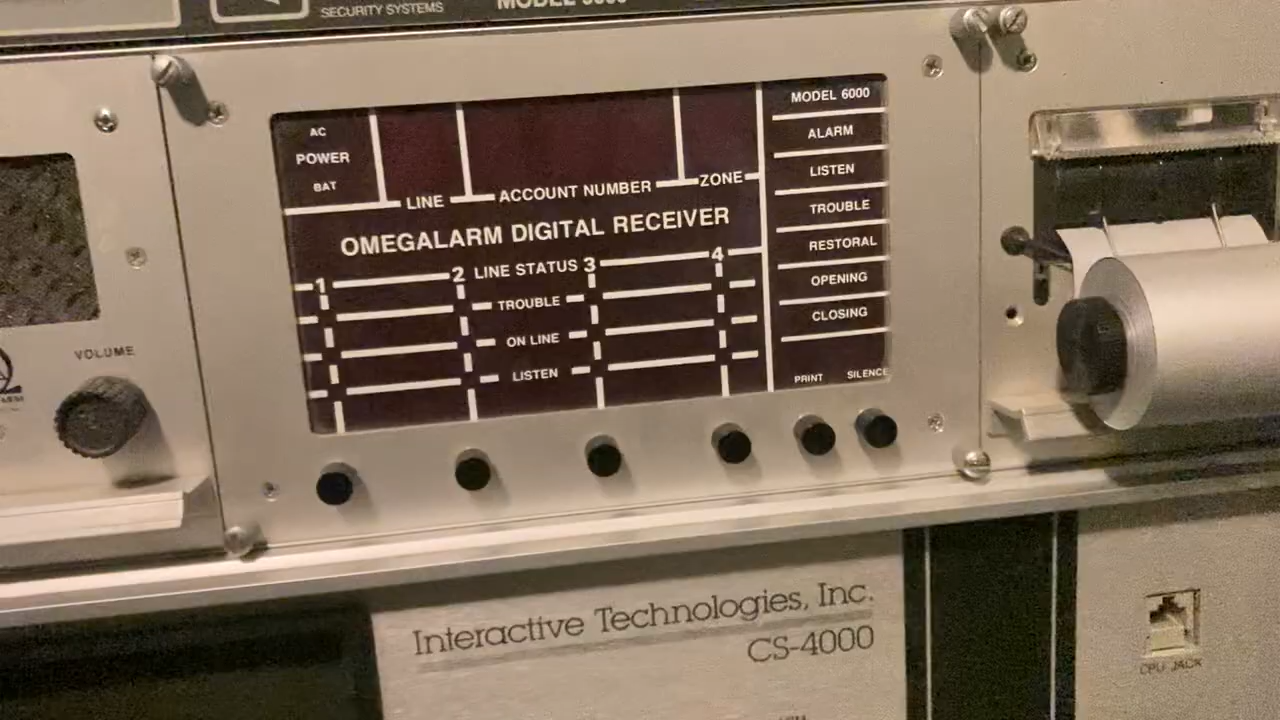 SECURITY SYSTEMS
MODEL
AC
POWER
BAT
LINE
ACCOUNT NUMBER
ZONE
OMEGALARM DIGITAL RECEIVER
1
2 LINE STATUS 3
4
TROUBLE
ON LINE
LISTEN
MODEL 6000
ALARM
LISTEN
TROUBLE
RESTORAL
OPENING
CLOSING
PRINT
SILENCE
VOLUME
Interactive Technologies, Inc.
CS-4000
CPU JACK